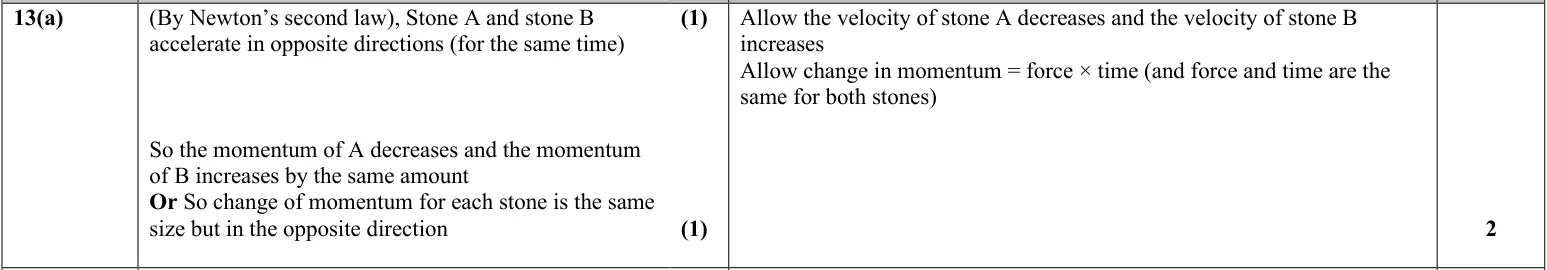 13(a)
(By Newton’s second law), Stone A and stone B
accelerate in opposite directions (for the same time)
(1)
Allow the velocity of stone A decreases and the velocity of stone B
increases
Allow change in momentum = force × time (and force and time are the
same for both stones)
So the momentum of A decreases and the momentum
of B increases by the same amount
Or So change of momentum for each stone is the same
size but in the opposite direction
(1)
2